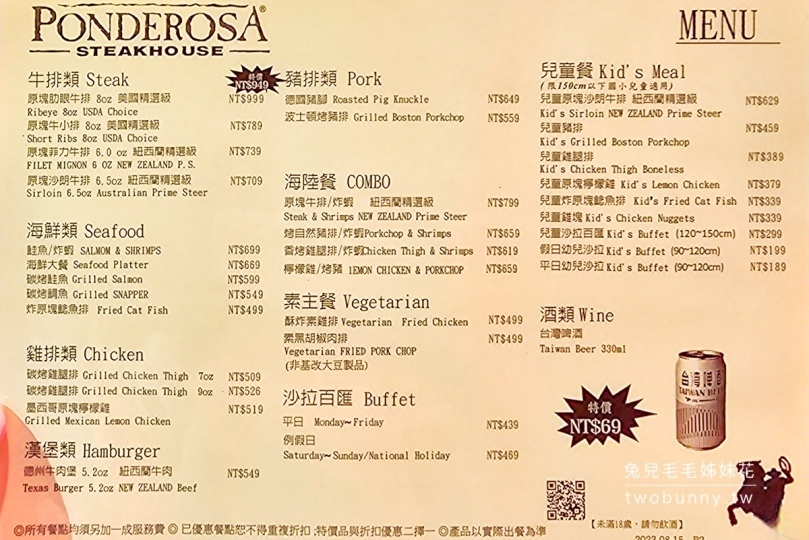 PONDEROSA®
STEAKHOUSE
MENU
牛排類 Steak
特價 NT$949
原塊肋眼牛排 8oz 美國精選級 NT$999
Ribeye 8oz USDA Choice
原塊牛小排 8oz 美國精選級 NT$789
Short Ribs 8oz USDA Choice
原塊菲力牛排 6.0 oz 紐西蘭精選級 NT$739
FILET MIGNON 6 OZ NEW ZEALAND P.S.
原塊沙朗牛排 6.5oz 紐西蘭精選級 NT$709
Sirloin 6.5oz Australian Prime Steer
海鮮類 Seafood
鮭魚/炸蝦 SALMOM & SHRIMPS NT$699
海鮮大餐 Seafood Platter NT$669
碳烤鮭魚 Grilled Salmon NT$599
碳烤鯛魚 Grilled SNAPPER NT$549
炸原塊鯰魚排 Fried Cat Fish NT$499
雞排類 Chicken
碳烤雞腿排 Grilled Chicken Thigh 7oz NT$509
碳烤雞腿排 Grilled Chicken Thigh 9oz NT$526
墨西哥原塊檸檬雞 NT$519
Grilled Mexican Lemon Chicken
漢堡類 Hamburger
德州牛肉堡 5.2oz 紐西蘭牛肉 NT$549
Texas Burger 5.2oz NEW ZEALAND Beef
豬排類 Pork
德國豬腳 Roasted Pig Knuckle NT$649
波士頓烤豬排 Grilled Boston Porkchop NT$559
海陸餐 COMBO
原塊牛排/炸蝦 紐西蘭精選級 NT$799
Steak & Shrimps NEW ZEALAND Prime Steer
烤自然豬排/炸蝦Porkchop & Shrimps NT$659
香烤雞腿排/炸蝦Chicken Thigh & Shrimps NT$619
檸檬雞/烤豬 lEMON CHICKEN & PORKCHOP NT$659
素主餐 Vegetarian
酥炸素雞排 Vegetarian Fried Chicken NT$499
素黑胡椒肉排 NT$499
Vegetarian FRIED PORK CHOP
(非基改大豆製品)
沙拉百匯 Buffet
平日 Monday~Friday NT$439
例假日
Saturday~Sunday/National Holiday NT$469
兒童餐 Kid's Meal
(限150cm以下國小兒童適用)
兒童原塊沙朗牛排 紐西蘭精選級 NT$629
Kid's Sirloin NEW ZEALAND Prime Steer
兒童豬排 NT$459
Kid's Grilled Boston Porkchop
兒童雞腿排 NT$389
Kid's Chicken Thigh Boneless
兒童原塊檸檬雞 Kid's Lemon Chicken NT$379
兒童炸原塊鯰魚排 Kid's Fried Cat Fish NT$339
兒童雞塊 Kid's Chicken Nuggets NT$339
兒童沙拉百匯 Kid's Buffet (120~150cm) NT$299
假日幼兒沙拉 Kid's Buffet (90~120cm) NT$199
平日幼兒沙拉 Kid's Buffet (90~120cm) NT$189
酒類 Wine
台灣啤酒
Taiwan Beer 330ml
特價
NT$69
台灣啤酒
TAIWAN BEER
兔兒毛毛姊妹花
twobunny.tw
◎所有餐點均須另加一成服務費 ◎ 已優惠餐點恕不得重複折扣 ;特價品與折扣優惠二擇一 ◎產品以實際出餐為準
【未滿18歲，請勿飲酒】
2023.08.15 P2